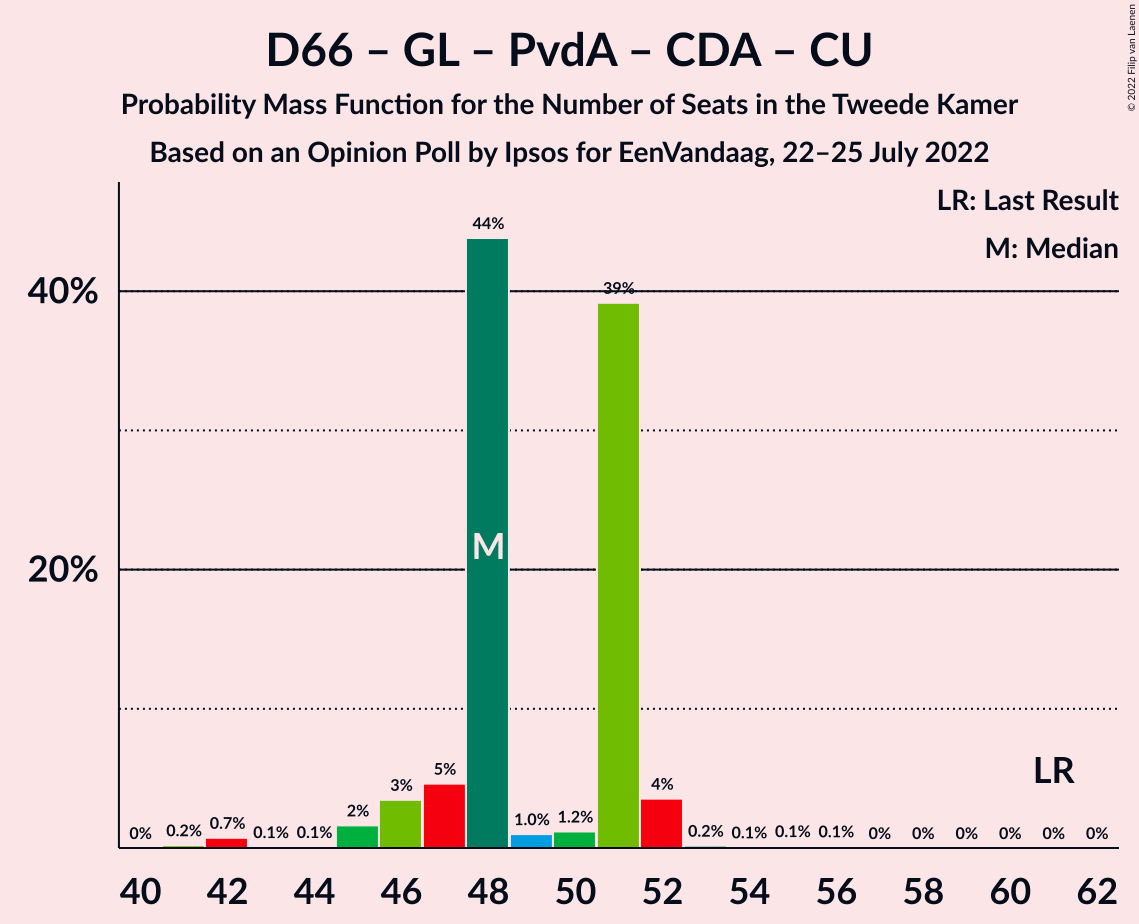 D66 – GL – PvdA – CDA – CU
Probability Mass Function for the Number of Seats in the Tweede Kamer
Based on an Opinion Poll by Ipsos for EenVandaag, 22–25 July 2022
© 2022 Filip van Laenen
LR: Last Result
M: Median
40%
20%
0% 0.2% 0.7% 0.1% 0.1% 2% 3% 5% 44% 1.0% 1.2% 39% 4% 0.2% 0.1% 0.1% 0.1% 0% 0% 0% 0% 0% 0%
M
LR
40 42 44 46 48 50 52 54 56 58 60 62